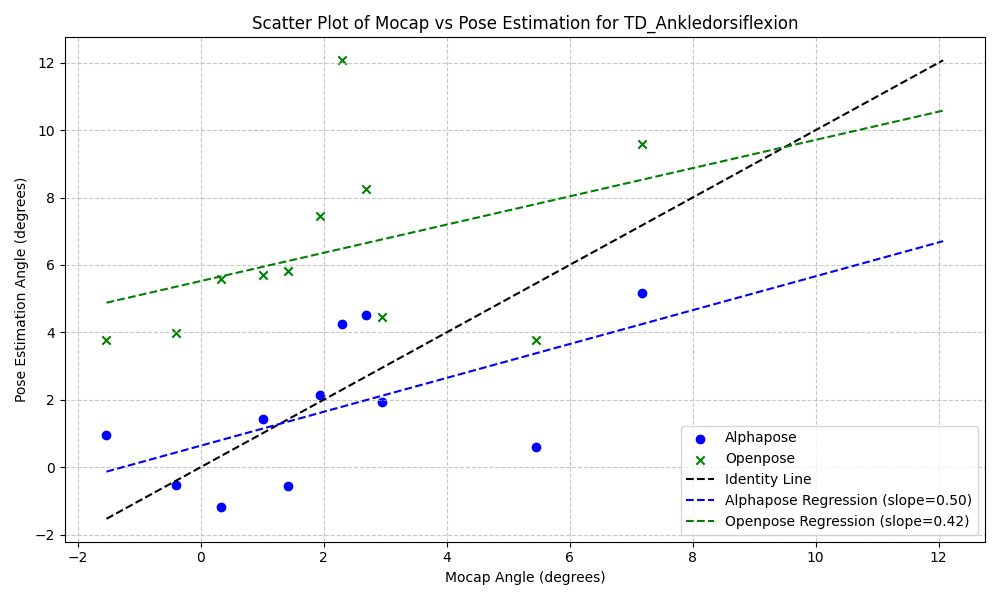 Scatter Plot of Mocap vs Pose Estimation for TD_Ankledorsiflexion
Pose Estimation Angle (degrees)
12
10
8
6
4
2
0
−2
Alphapose
Openpose
Identity Line
Alphapose Regression (slope=0.50)
Openpose Regression (slope=0.42)
−2 0 2 4 6 8 10 12
Mocap Angle (degrees)